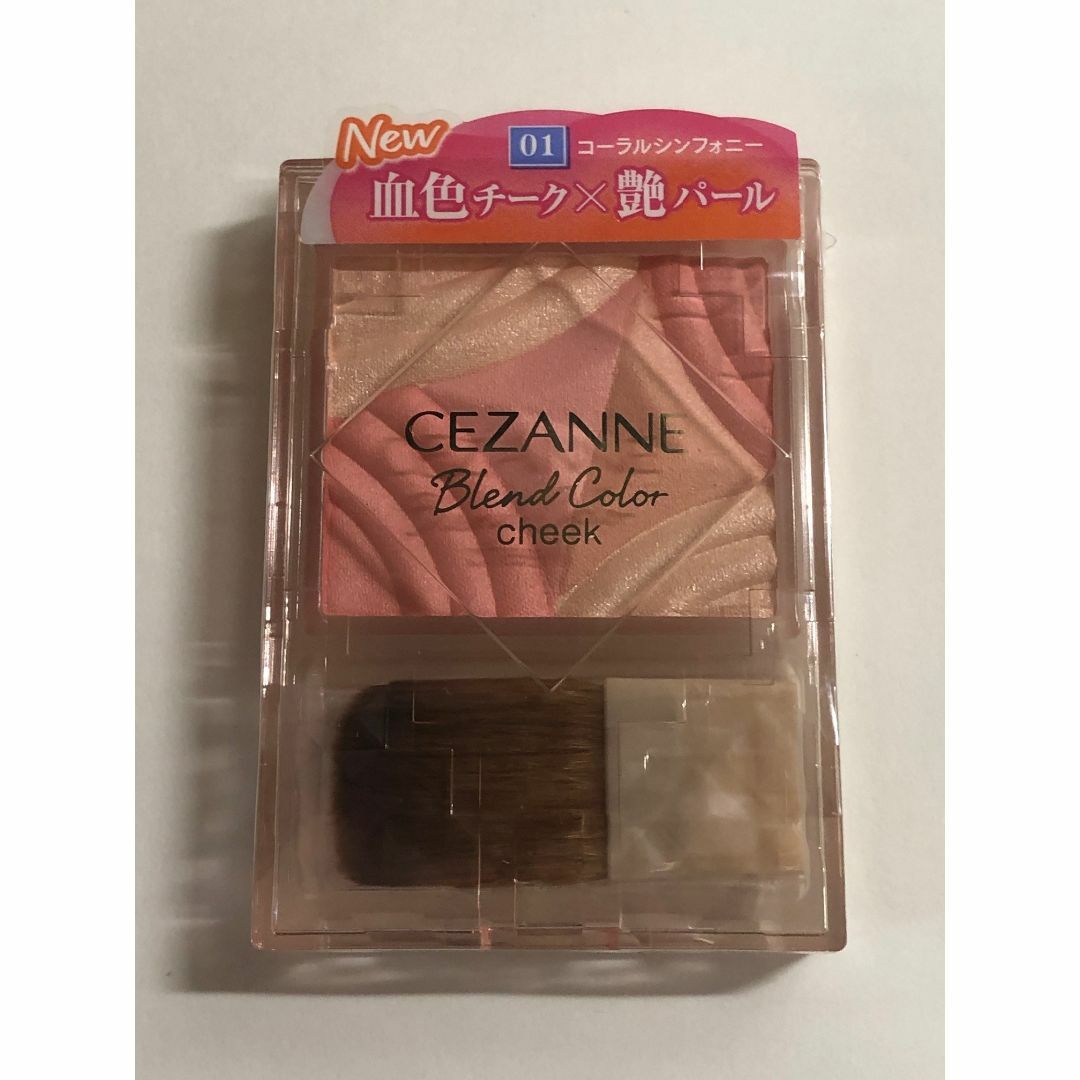 New
01 コーラルシンフォニー
血色チーク×艶パール
CEZANNE
Blend Color
cheek